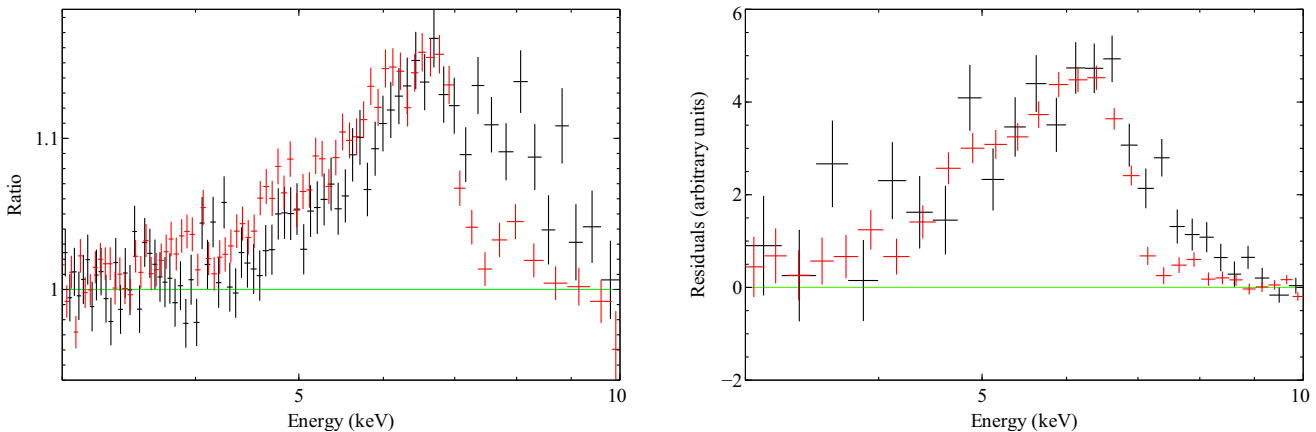 1.1
1
Ratio
5
10
Energy (keV)
6
4
2
0
−2
Residuals (arbitrary units)
5
10
Energy (keV)